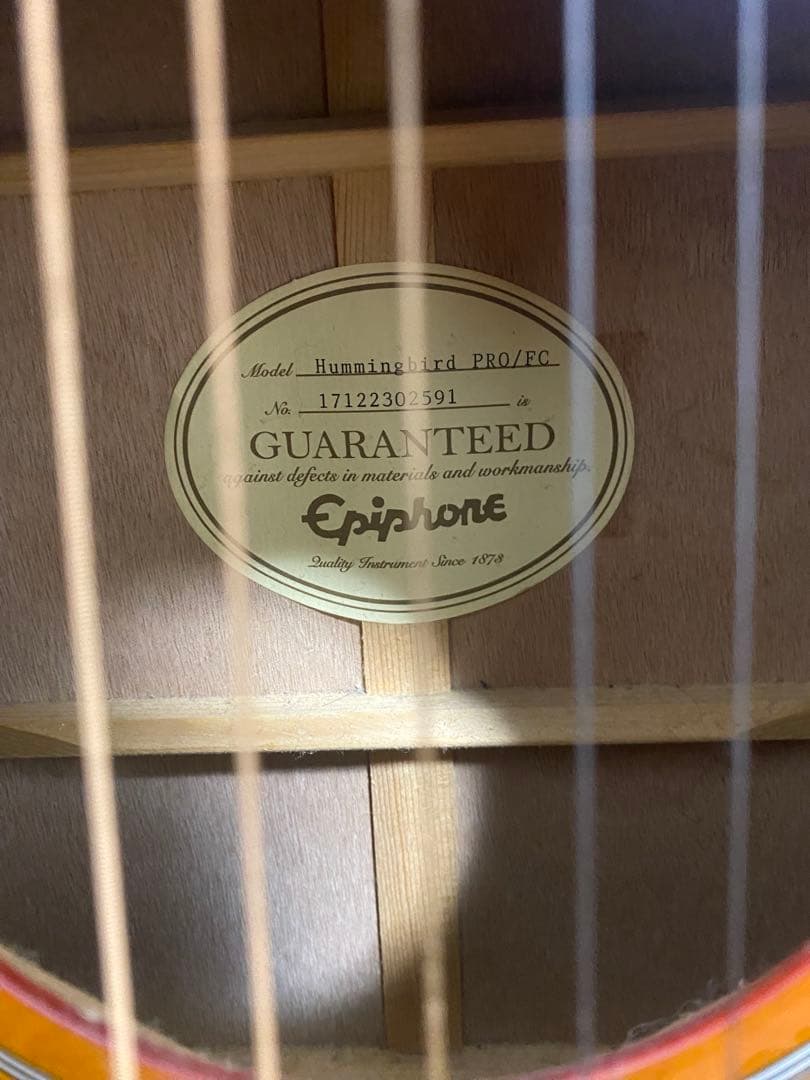 Model Hummingbird PRO/FC
No. 17122302591 is
GUARANTEED
against defects in materials and workmanship.
Epiphone
Quality Instrument Since 1873